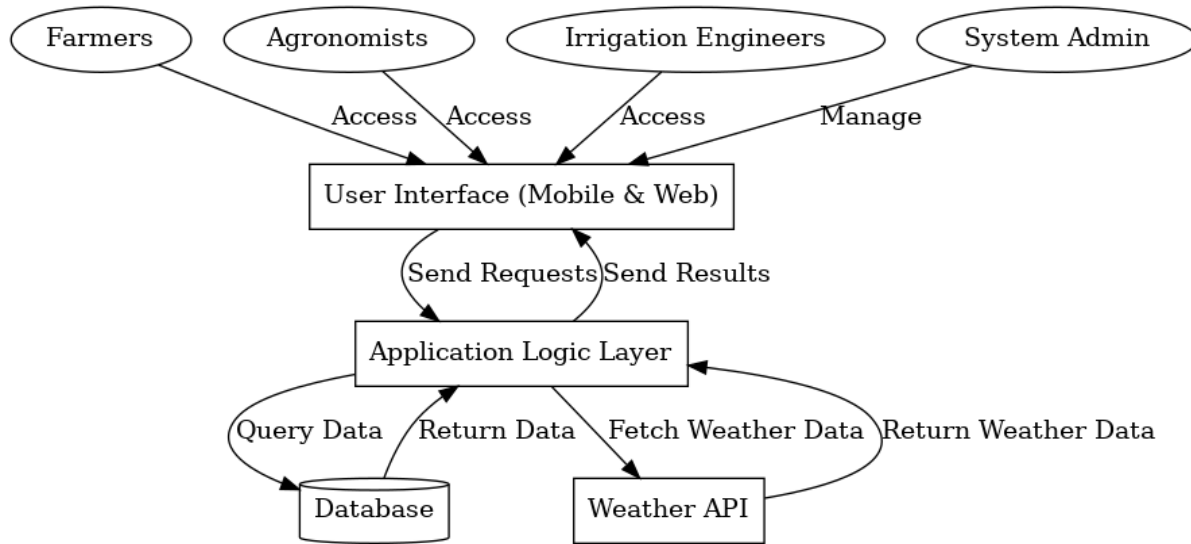 Farmers
Agronomists
Irrigation Engineers
System Admin
Access
Access
Access
Manage
User Interface (Mobile & Web)
Send Requests
Send Results
Application Logic Layer
Query Data
Return Data
Fetch Weather Data
Return Weather Data
Database
Weather API